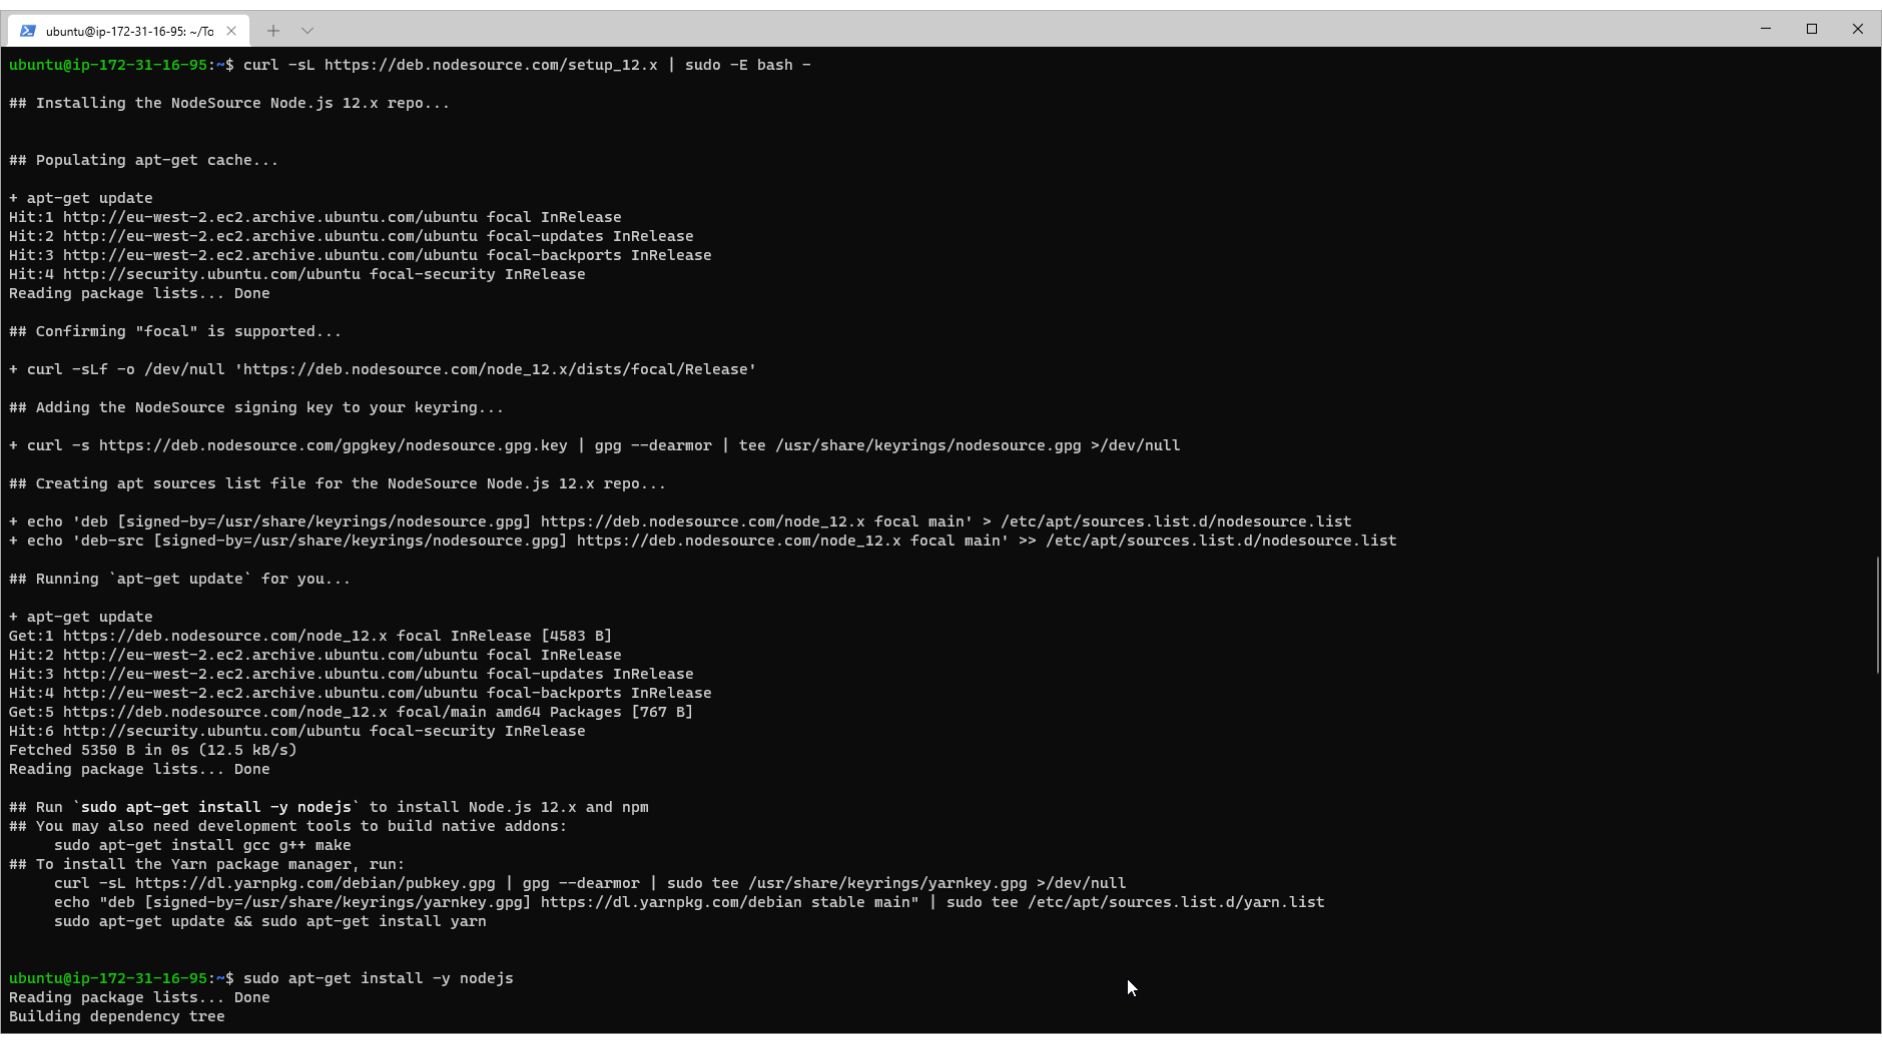 ubuntu@ip-172-31-16-95: ~/To
ubuntu@ip-172-31-16-95:~$ curl -sL https://deb.nodesource.com/setup_12.x | sudo -E bash -
## Installing the NodeSource Node.js 12.x repo...
## Populating apt-get cache...
+ apt-get update
Hit:1 http://eu-west-2.ec2.archive.ubuntu.com/ubuntu focal InRelease
Hit:2 http://eu-west-2.ec2.archive.ubuntu.com/ubuntu focal-updates InRelease
Hit:3 http://eu-west-2.ec2.archive.ubuntu.com/ubuntu focal-backports InRelease
Hit:4 http://security.ubuntu.com/ubuntu focal-security InRelease
Reading package lists... Done
## Confirming "focal" is supported...
+ curl -sLf -o /dev/null 'https://deb.nodesource.com/node_12.x/dists/focal/Release'
## Adding the NodeSource signing key to your keyring...
+ curl -s https://deb.nodesource.com/gpgkey/nodesource.gpg.key | gpg --dearmor | tee /usr/share/keyrings/nodesource.gpg >/dev/null
## Creating apt sources list file for the NodeSource Node.js 12.x repo...
+ echo 'deb [signed-by=/usr/share/keyrings/nodesource.gpg] https://deb.nodesource.com/node_12.x focal main' > /etc/apt/sources.list.d/nodesource.list
+ echo 'deb-src [signed-by=/usr/share/keyrings/nodesource.gpg] https://deb.nodesource.com/node_12.x focal main' >> /etc/apt/sources.list.d/nodesource.list
## Running `apt-get update` for you...
+ apt-get update
Get:1 https://deb.nodesource.com/node_12.x focal InRelease [4583 B]
Hit:2 http://eu-west-2.ec2.archive.ubuntu.com/ubuntu focal InRelease
Hit:3 http://eu-west-2.ec2.archive.ubuntu.com/ubuntu focal-updates InRelease
Hit:4 http://eu-west-2.ec2.archive.ubuntu.com/ubuntu focal-backports InRelease
Get:5 https://deb.nodesource.com/node_12.x focal/main amd64 Packages [767 B]
Hit:6 http://security.ubuntu.com/ubuntu focal-security InRelease
Fetched 5350 B in 0s (12.5 kB/s)
Reading package lists... Done
## Run `sudo apt-get install -y nodejs` to install Node.js 12.x and npm
## You may also need development tools to build native addons:
sudo apt-get install gcc g++ make
## To install the Yarn package manager, run:
curl -sL https://dl.yarnpkg.com/debian/pubkey.gpg | gpg --dearmor | sudo tee /usr/share/keyrings/yarnkey.gpg >/dev/null
echo "deb [signed-by=/usr/share/keyrings/yarnkey.gpg] https://dl.yarnpkg.com/debian stable main" | sudo tee /etc/apt/sources.list.d/yarn.list
sudo apt-get update && sudo apt-get install yarn
ubuntu@ip-172-31-16-95:~$ sudo apt-get install -y nodejs
Reading package lists... Done
Building dependency tree